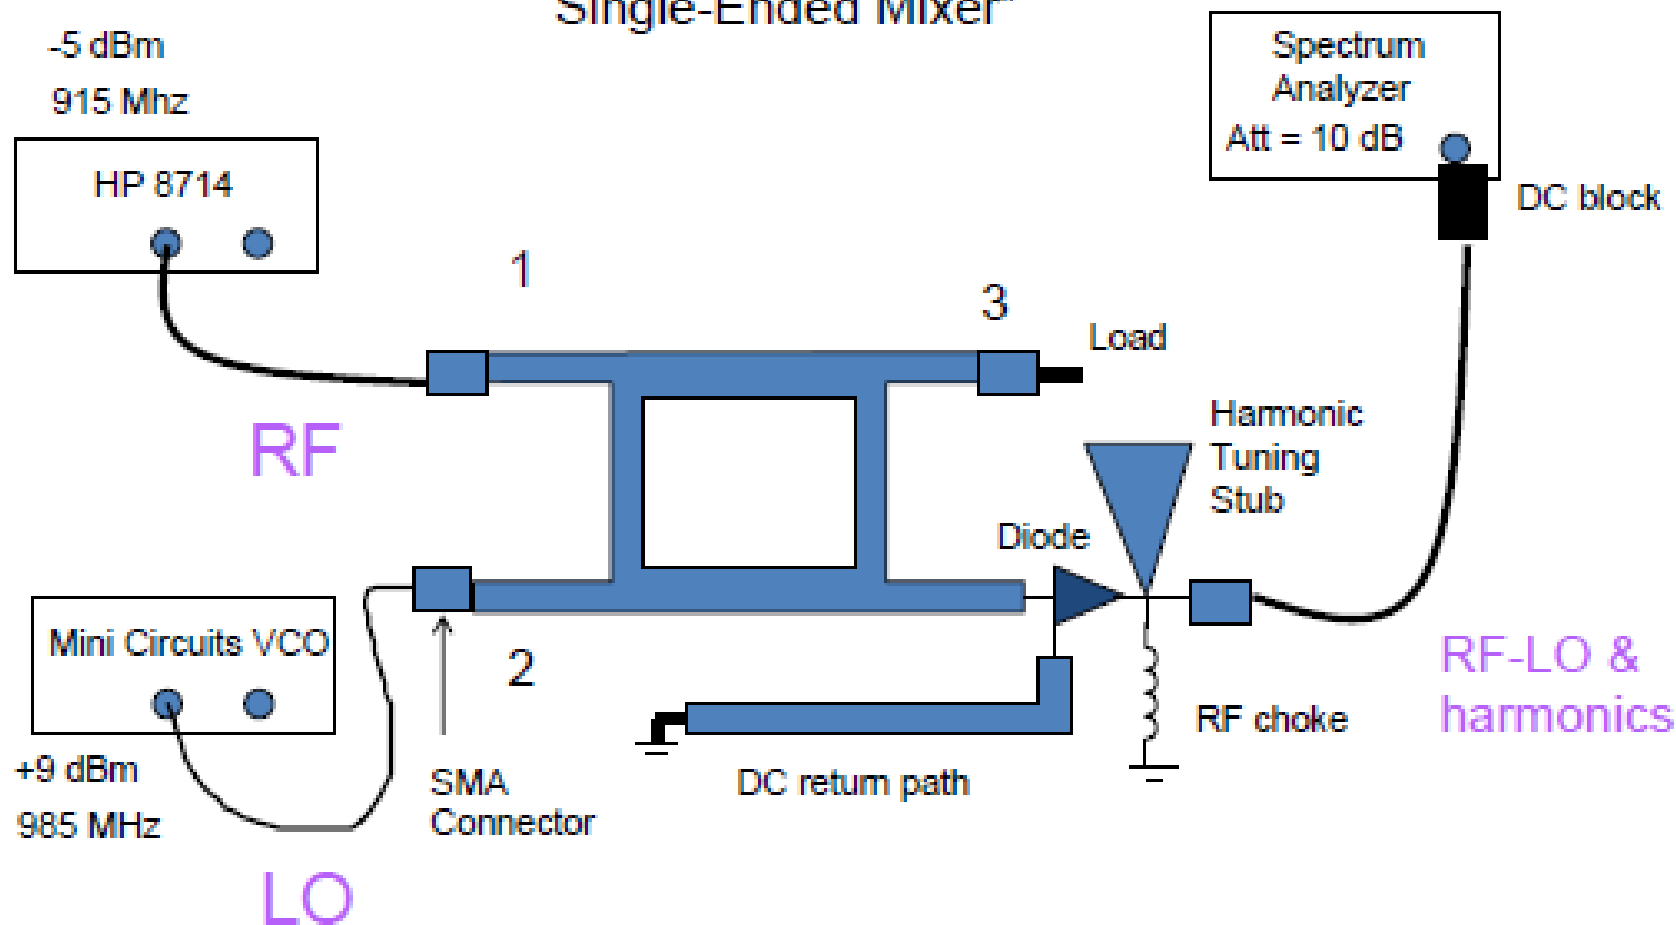 Single-Ended Mixer"
-5 dBm
915 Mhz
HP 8714
Spectrum
Analyzer
Att = 10 dB
DC block
1
3
Load
RF
Harmonic
Tuning
Stub
Diode
Mini Circuits VCO
2
RF-LO &
harmonics
RF choke
+9 dBm
985 MHz
SMA
Connector
DC return path
LO